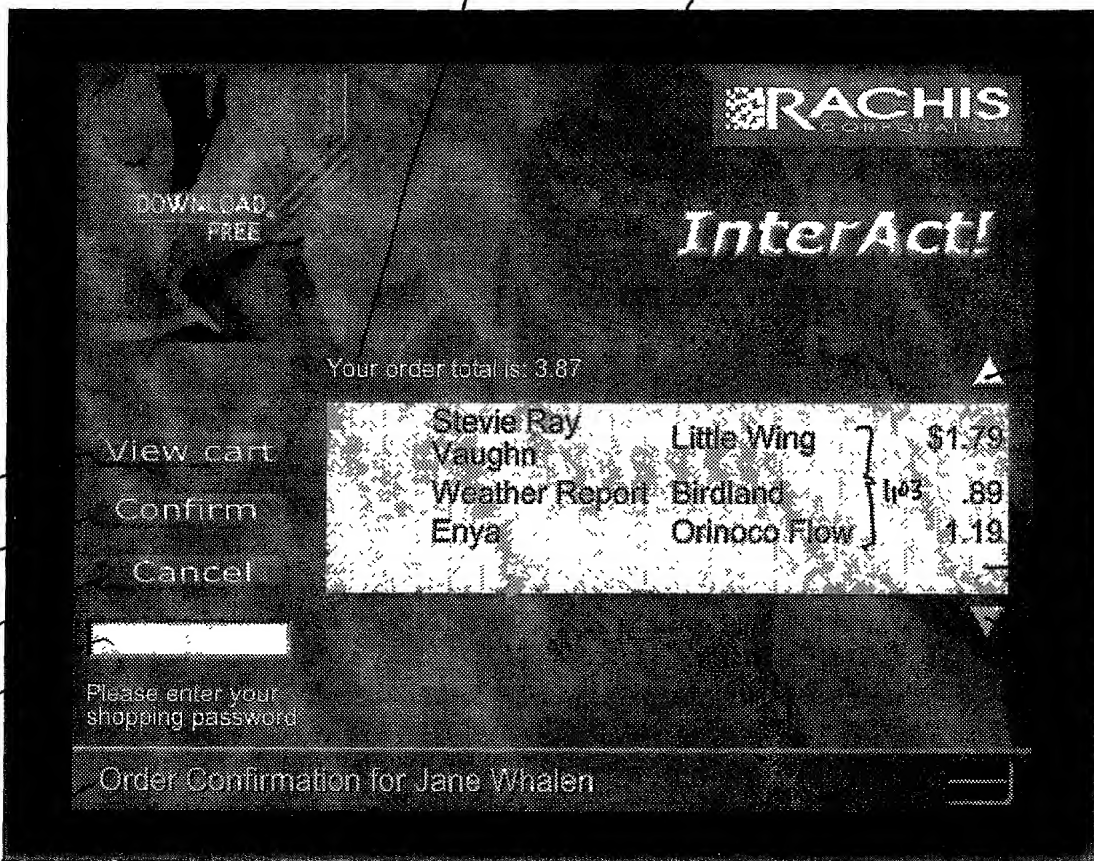 RACHIS
CORPORATION
DOWNLOAD
FREE
InterAct!
Your order total is: 3.87
Stevie Ray Vaughn Little Wing $1.79
Weather Report Birdland 1103 .89
Enya Orinoco Flow 1.19
View cart
Confirm
Cancel
Please enter your
shopping password
Order Confirmation for Jane Whalen